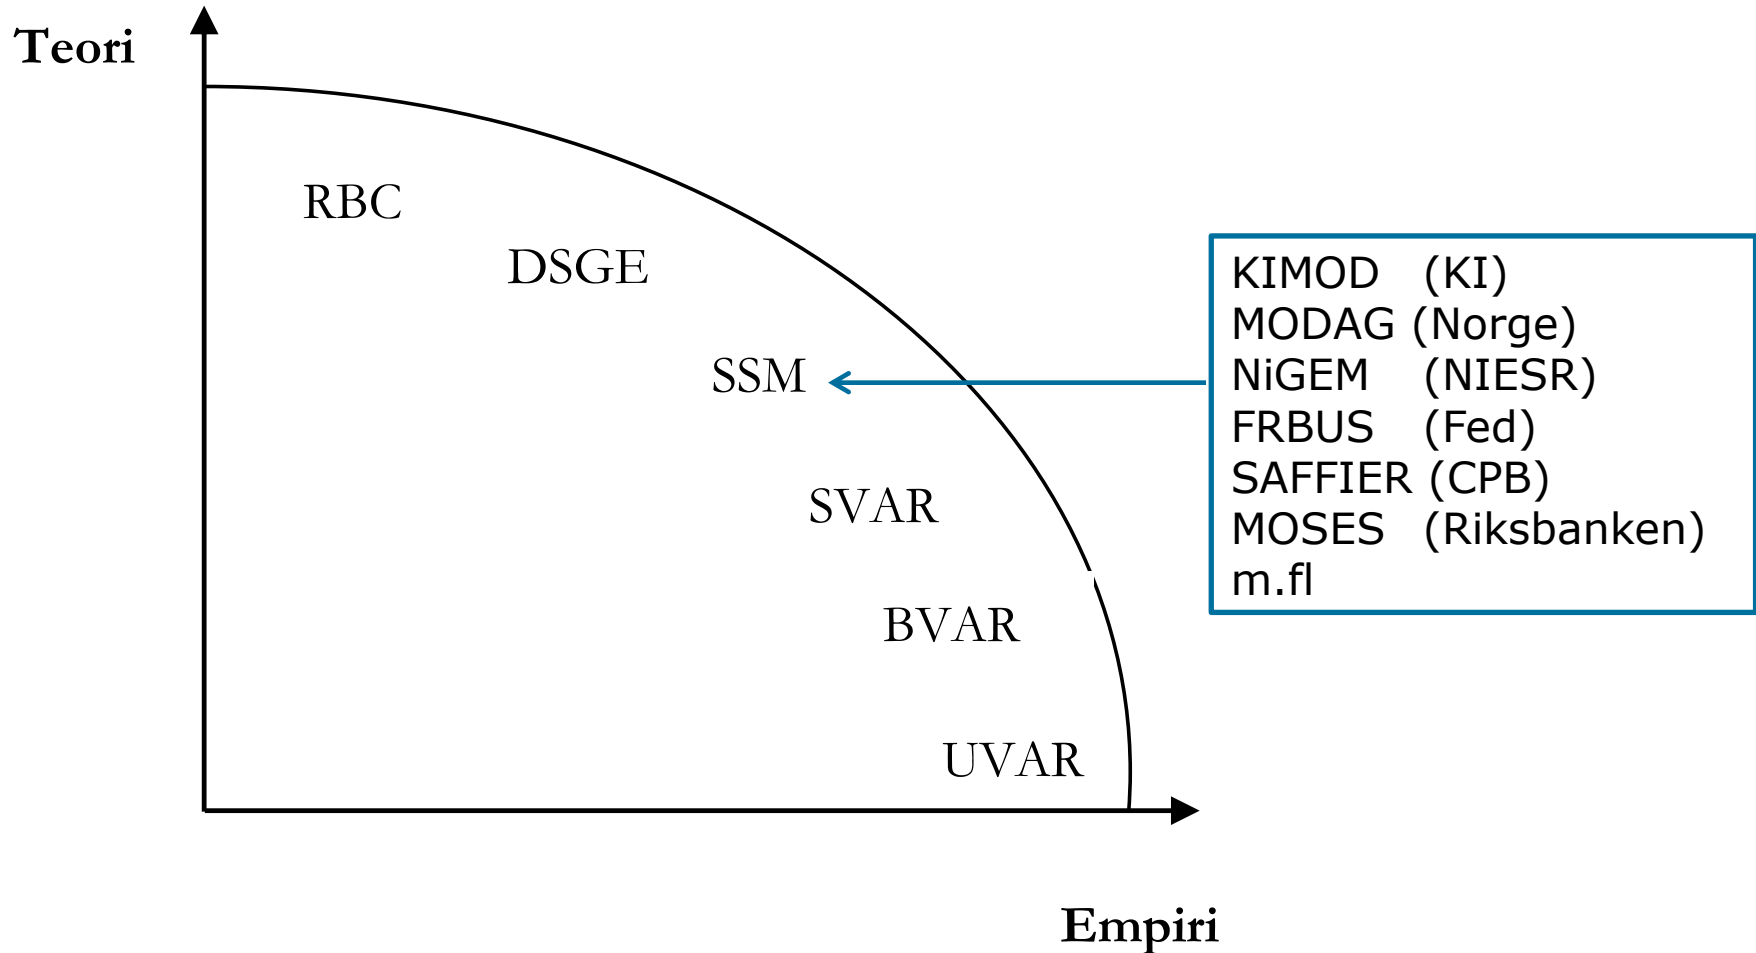 Teori
RBC
DSGE
SSM
SVAR
BVAR
UVAR
KIMOD (KI)
MODAG (Norge)
NiGEM (NIESR)
FRBUS (Fed)
SAFFIER (CPB)
MOSES (Riksbanken)
m.fl
Empiri